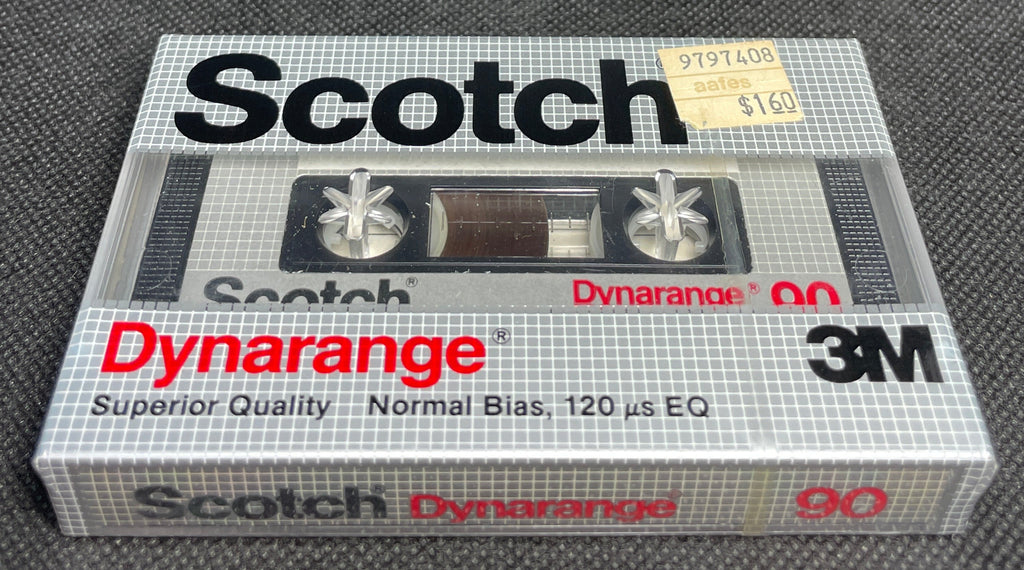 Scotch®
9797408
aafes
$1.60
Scotch® Dynarange® 90
Dynarange® 3M
Superior Quality Normal Bias, 120 µs EQ
Scotch® Dynarange® 90